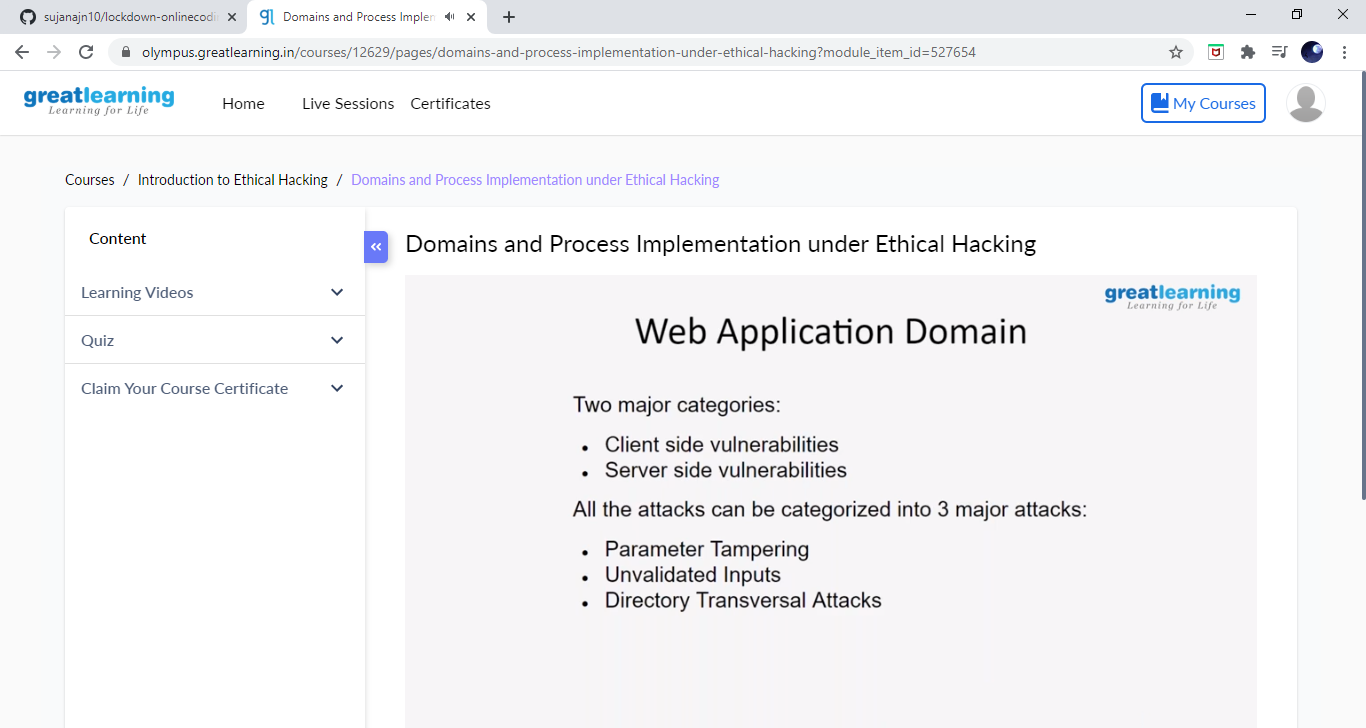 sujanajn10/lockdown-onlinecodi
Domains and Process Implemen
olympus.greatlearning.in/courses/12629/pages/domains-and-process-implementation-under-ethical-hacking?module_item_id=527654
greatlearning
Learning for Life
Home
Live Sessions
Certificates
My Courses
Courses / Introduction to Ethical Hacking / Domains and Process Implementation under Ethical Hacking
Content
Learning Videos
Quiz
Claim Your Course Certificate
Domains and Process Implementation under Ethical Hacking
greatlearning
Learning for Life
Web Application Domain
Two major categories:
• Client side vulnerabilities
• Server side vulnerabilities
All the attacks can be categorized into 3 major attacks:
• Parameter Tampering
• Unvalidated Inputs
• Directory Transversal Attacks